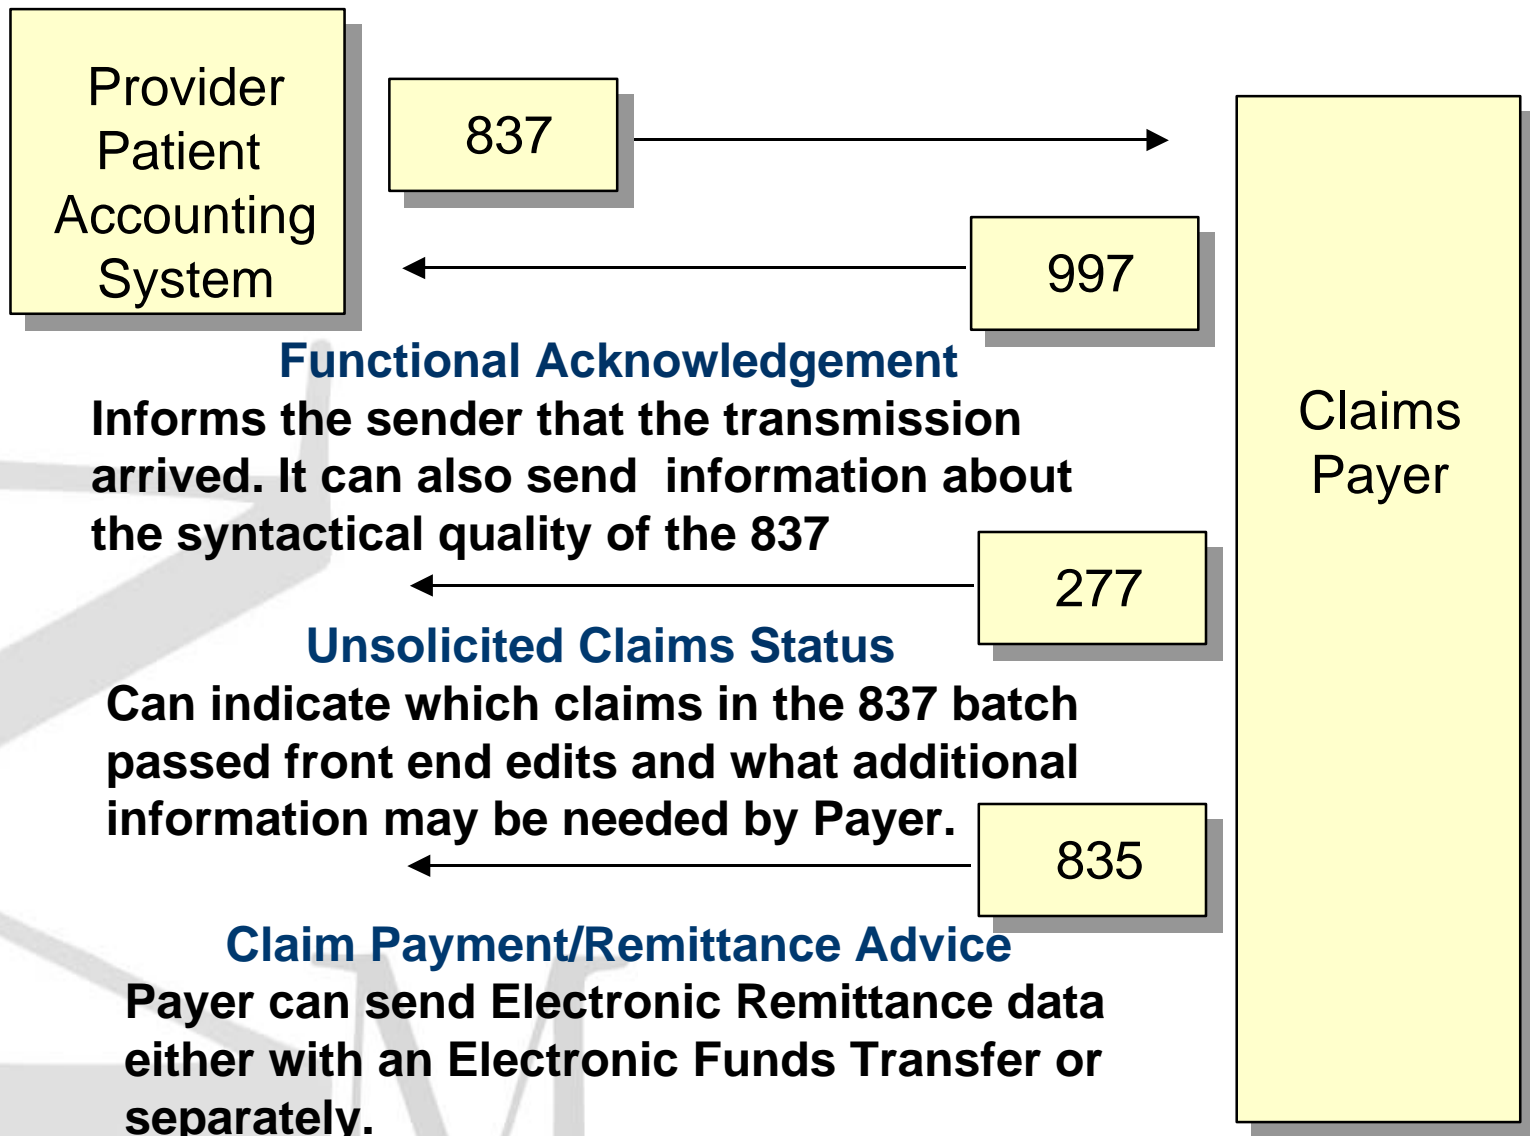 Provider
Patient
Accounting
System
837
997
Functional Acknowledgement
Informs the sender that the transmission
arrived. It can also send  information about
the syntactical quality of the 837
Claims
Payer
277
Unsolicited Claims Status
Can indicate which claims in the 837 batch
passed front end edits and what additional
information may be needed by Payer.
835
Claim Payment/Remittance Advice
Payer can send Electronic Remittance data
either with an Electronic Funds Transfer or
separately.